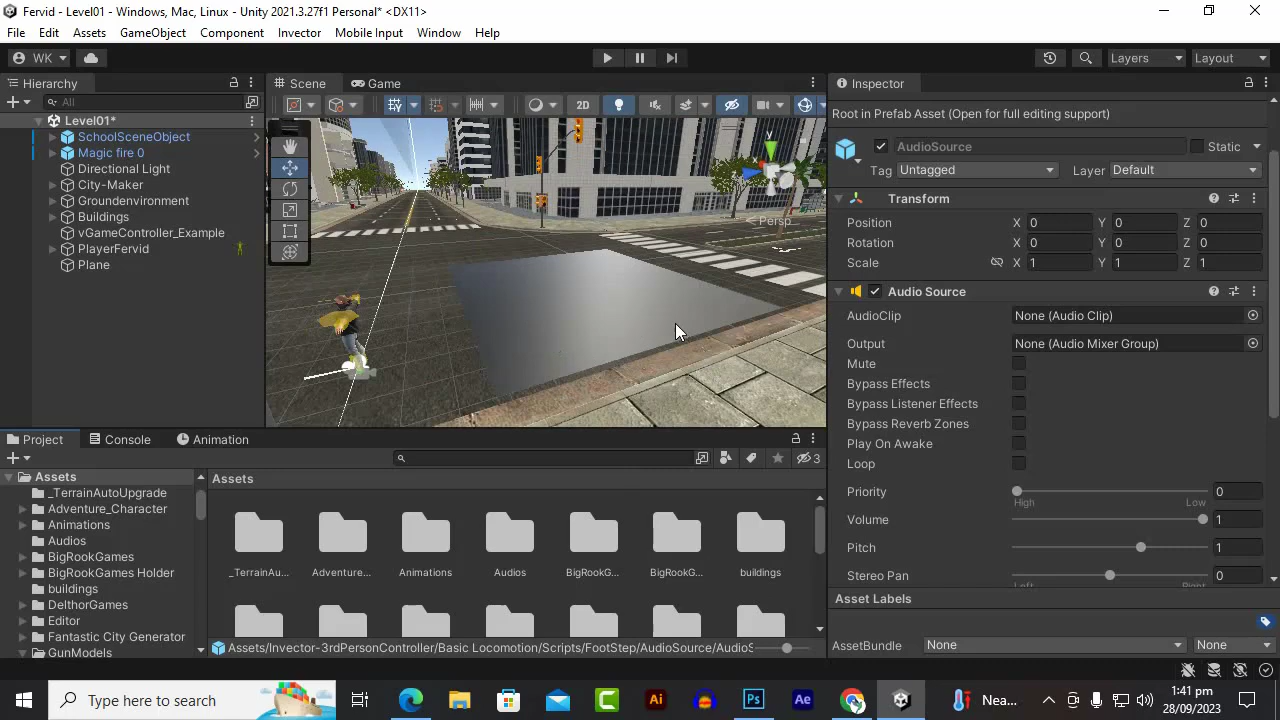 Fervid - Level01 - Windows, Mac, Linux - Unity 2021.3.27f1 Personal* <DX11>
File Edit Assets GameObject Component Invector Mobile Input Window Help
WK Layers Layout
Hierarchy
All
Level01*
SchoolSceneObject
Magic fire 0
Directional Light
City-Maker
Groundenvironment
Buildings
vGameController_Example
PlayerFervid
Plane
Scene Game
2D
y
Persp
Inspector
Root in Prefab Asset (Open for full editing support)
AudioSource Static
Tag Untagged Layer Default
Transform
Position X 0 Y 0 Z 0
Rotation X 0 Y 0 Z 0
Scale X 1 Y 1 Z 1
Audio Source
AudioClip None (Audio Clip)
Output None (Audio Mixer Group)
Mute
Bypass Effects
Bypass Listener Effects
Bypass Reverb Zones
Play On Awake
Loop
Priority 0
High Low
Volume 1
Pitch 1
Stereo Pan 0
Asset Labels
AssetBundle None None
Project Console Animation
3
Assets
_TerrainAutoUpgrade
Adventure_Character
Animations
Audios
BigRookGames
BigRookGames Holder
buildings
DelthorGames
Editor
Fantastic City Generator
GunModels
Assets
_TerrainAu... Adventure... Animations Audios BigRookG... BigRookG... buildings
Assets/Invector-3rdPersonController/Basic Locomotion/Scripts/FootStep/AudioSource/AudioS
Type here to search Nea... 1:41 pm
28/09/2023